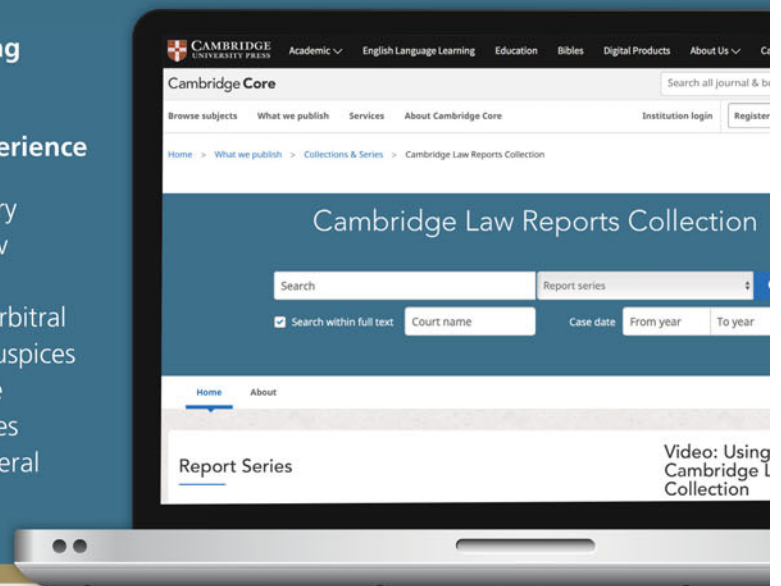 ng
erience
ry
w
rbitral
uspices
e
es
eral
CAMBRIDGE
UNIVERSITY PRESS
Academic English Language Learning Education Bibles Digital Products About Us Ca
Cambridge Core
Search all journal & b
Browse subjects What we publish Services About Cambridge Core Institution login Register
Home > What we publish > Collections & Series > Cambridge Law Reports Collection
Cambridge Law Reports Collection
Search Report series
Search within full text Court name Case date From year To year
Home About
Report Series
Video: Using
Cambridge L
Collection